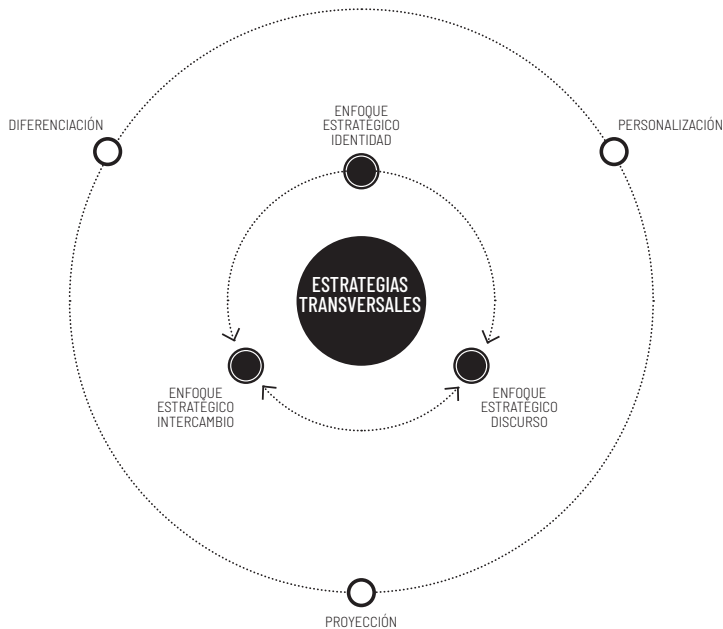 DIFERENCIACIÓN
ENFOQUE
ESTRATÉGICO
IDENTIDAD
PERSONALIZACIÓN
ESTRATEGIAS
TRANSVERSALES
ENFOQUE
ESTRATÉGICO
INTERCAMBIO
ENFOQUE
ESTRATÉGICO
DISCURSO
PROYECCIÓN